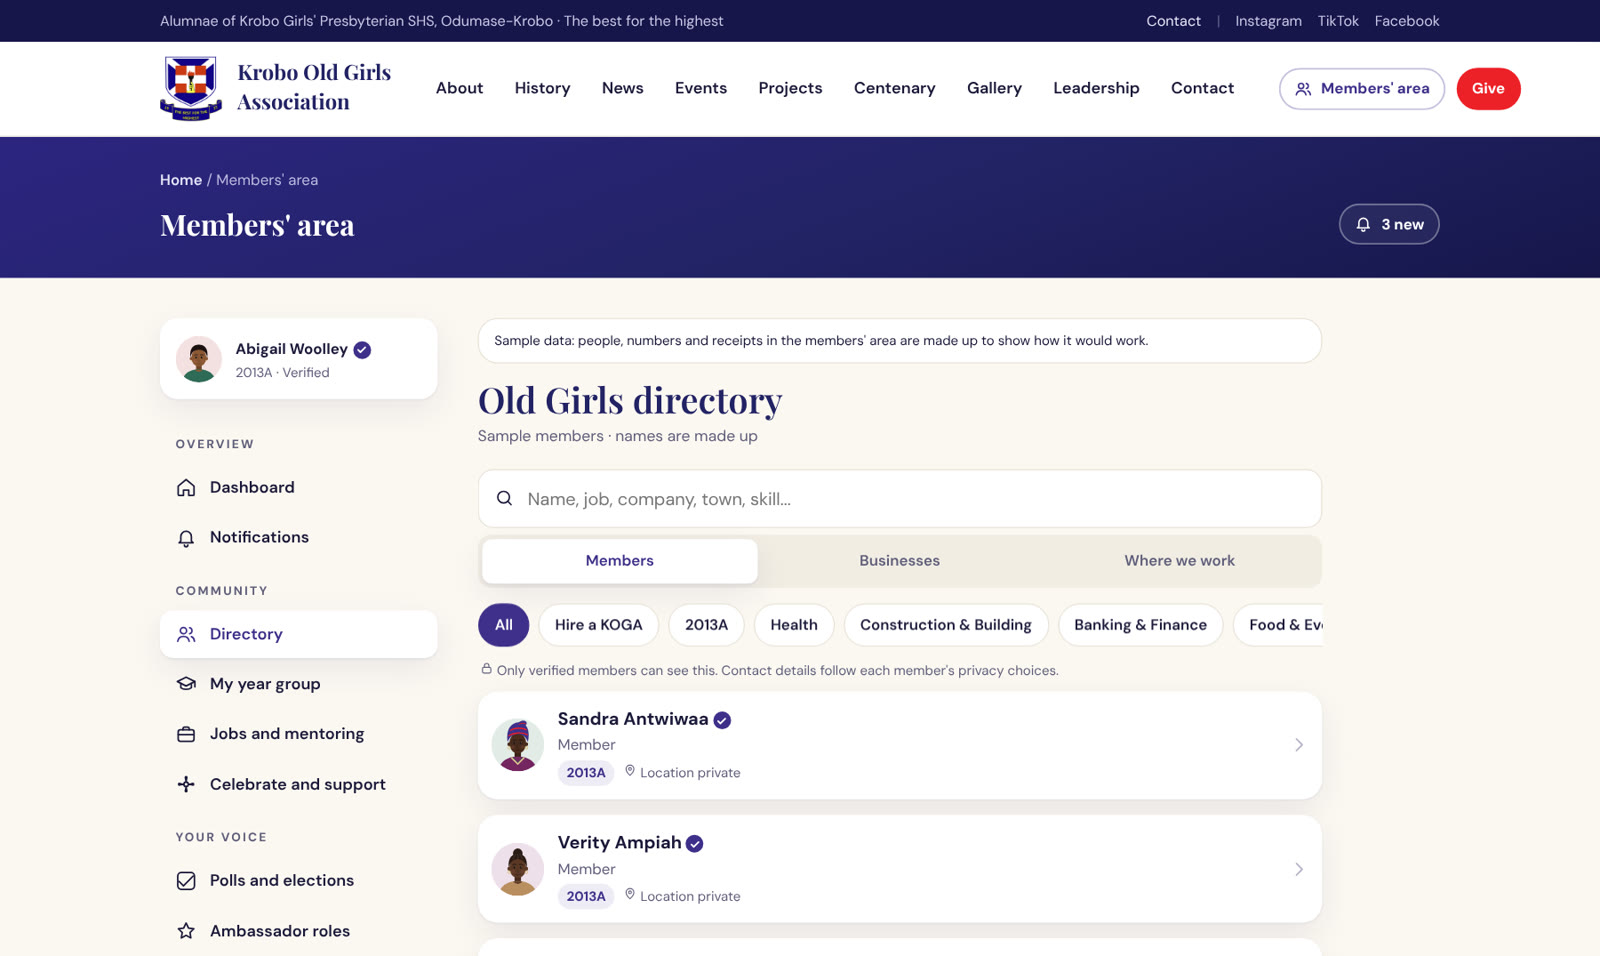 Alumnae of Krobo Girls' Presbyterian SHS, Odumase-Krobo · The best for the highest
Contact | Instagram TikTok Facebook
Krobo Old Girls
Association
About History News Events Projects Centenary Gallery Leadership Contact
Members' area
Give
Home / Members' area
Members' area
3 new
Abigail Woolley
2013A · Verified
OVERVIEW
Dashboard
Notifications
COMMUNITY
Directory
My year group
Jobs and mentoring
Celebrate and support
YOUR VOICE
Polls and elections
Ambassador roles
Sample data: people, numbers and receipts in the members' area are made up to show how it would work.
Old Girls directory
Sample members · names are made up
Name, job, company, town, skill...
Members Businesses Where we work
All Hire a KOGA 2013A Health Construction & Building Banking & Finance Food & Eve
Only verified members can see this. Contact details follow each member's privacy choices.
Sandra Antwiwaa
Member
2013A Location private
Verity Ampiah
Member
2013A Location private